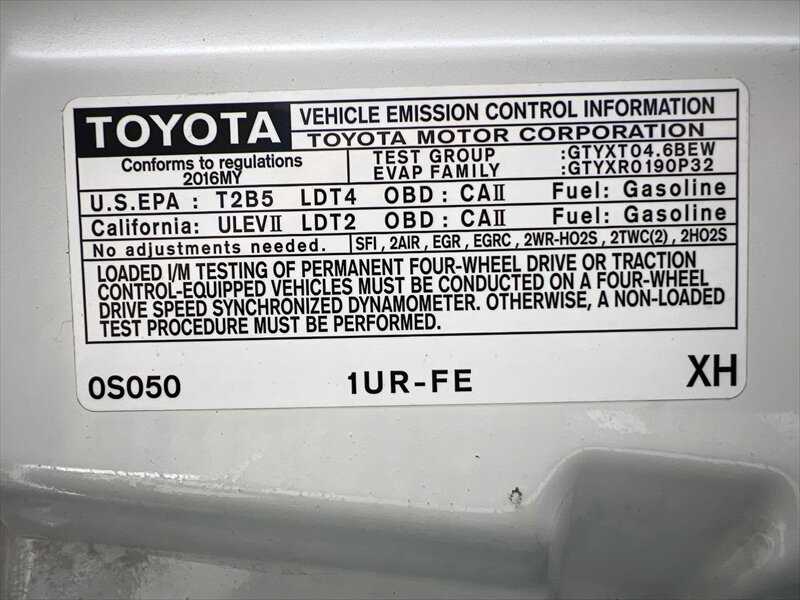 TOYOTA VEHICLE EMISSION CONTROL INFORMATION
TOYOTA MOTOR CORPORATION
Conforms to regulations
2016MY
TEST GROUP :GTYXT04.6BEW
EVAP FAMILY :GTYXR0190P32
U.S.EPA : T2B5 LDT4 OBD : CAII Fuel: Gasoline
California: ULEVII LDT2 OBD : CAII Fuel: Gasoline
No adjustments needed. SFI , 2AIR , EGR , EGRC , 2WR-HO2S , 2TWC(2) , 2HO2S
LOADED I/M TESTING OF PERMANENT FOUR-WHEEL DRIVE OR TRACTION
CONTROL-EQUIPPED VEHICLES MUST BE CONDUCTED ON A FOUR-WHEEL
DRIVE SPEED SYNCHRONIZED DYNAMOMETER. OTHERWISE, A NON-LOADED
TEST PROCEDURE MUST BE PERFORMED.
0S050 1UR-FE XH